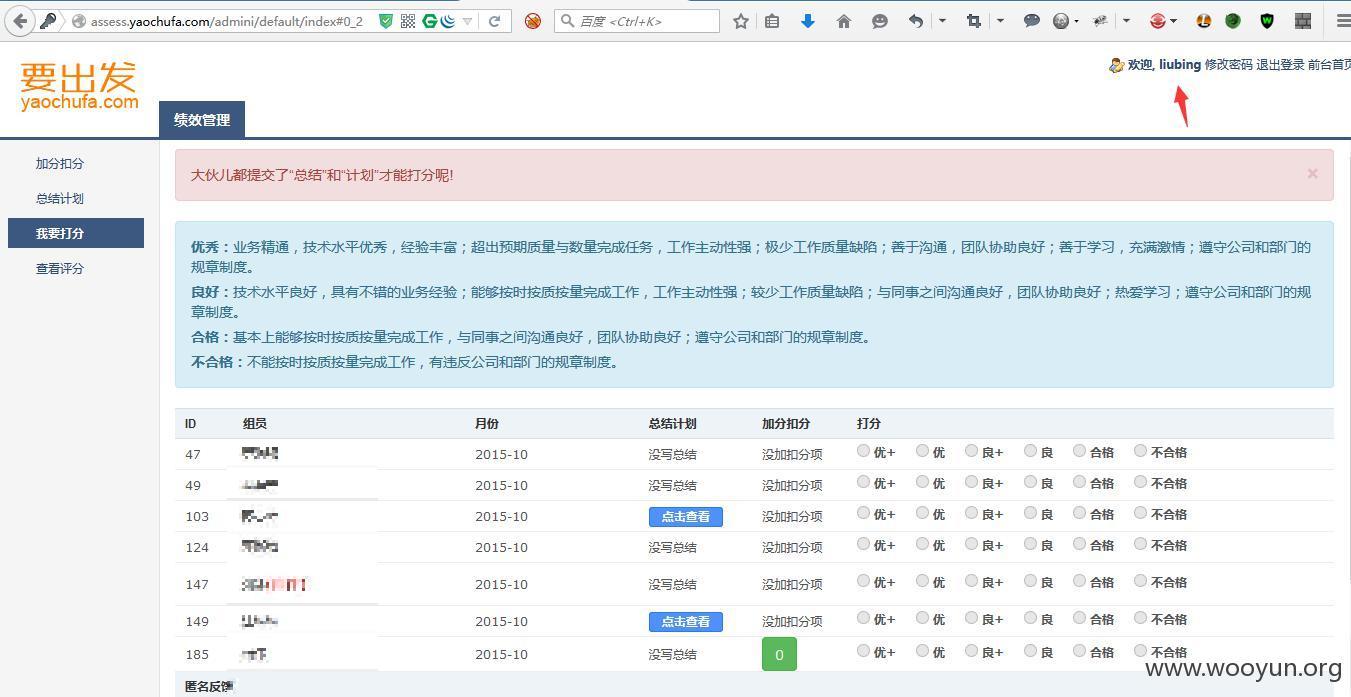 assess.yaochufa.com/admini/default/index#0_2
百度 <Ctrl+K>
要出发
yaochufa.com
欢迎, liubing 修改密码 退出登录 前台首页
绩效管理
加分扣分
总结计划
我要打分
查看评分
大伙儿都提交了“总结”和“计划”才能打分呢!
×
优秀：业务精通，技术水平优秀，经验丰富；超出预期质量与数量完成任务，工作主动性强；极少工作质量缺陷；善于沟通，团队协助良好；善于学习，充满激情；遵守公司和部门的
规章制度。
良好：技术水平良好，具有不错的业务经验；能够按时按质按量完成工作，工作主动性强；较少工作质量缺陷；与同事之间沟通良好，团队协助良好；热爱学习；遵守公司和部门的规
章制度。
合格：基本上能够按时按质按量完成工作，与同事之间沟通良好，团队协助良好；遵守公司和部门的规章制度。
不合格：不能按时按质按量完成工作，有违反公司和部门的规章制度。
ID 组员 月份 总结计划 加分扣分 打分
47 2015-10 没写总结 没加扣分项 优+ 优 良+ 良 合格 不合格
49 2015-10 没写总结 没加扣分项 优+ 优 良+ 良 合格 不合格
103 2015-10 点击查看 没加扣分项 优+ 优 良+ 良 合格 不合格
124 2015-10 没写总结 没加扣分项 优+ 优 良+ 良 合格 不合格
147 2015-10 没写总结 没加扣分项 优+ 优 良+ 良 合格 不合格
149 2015-10 点击查看 没加扣分项 优+ 优 良+ 良 合格 不合格
185 2015-10 没写总结 0 优+ 优 良+ 良 合格 不合格
匿名反馈
www.wooyun.org